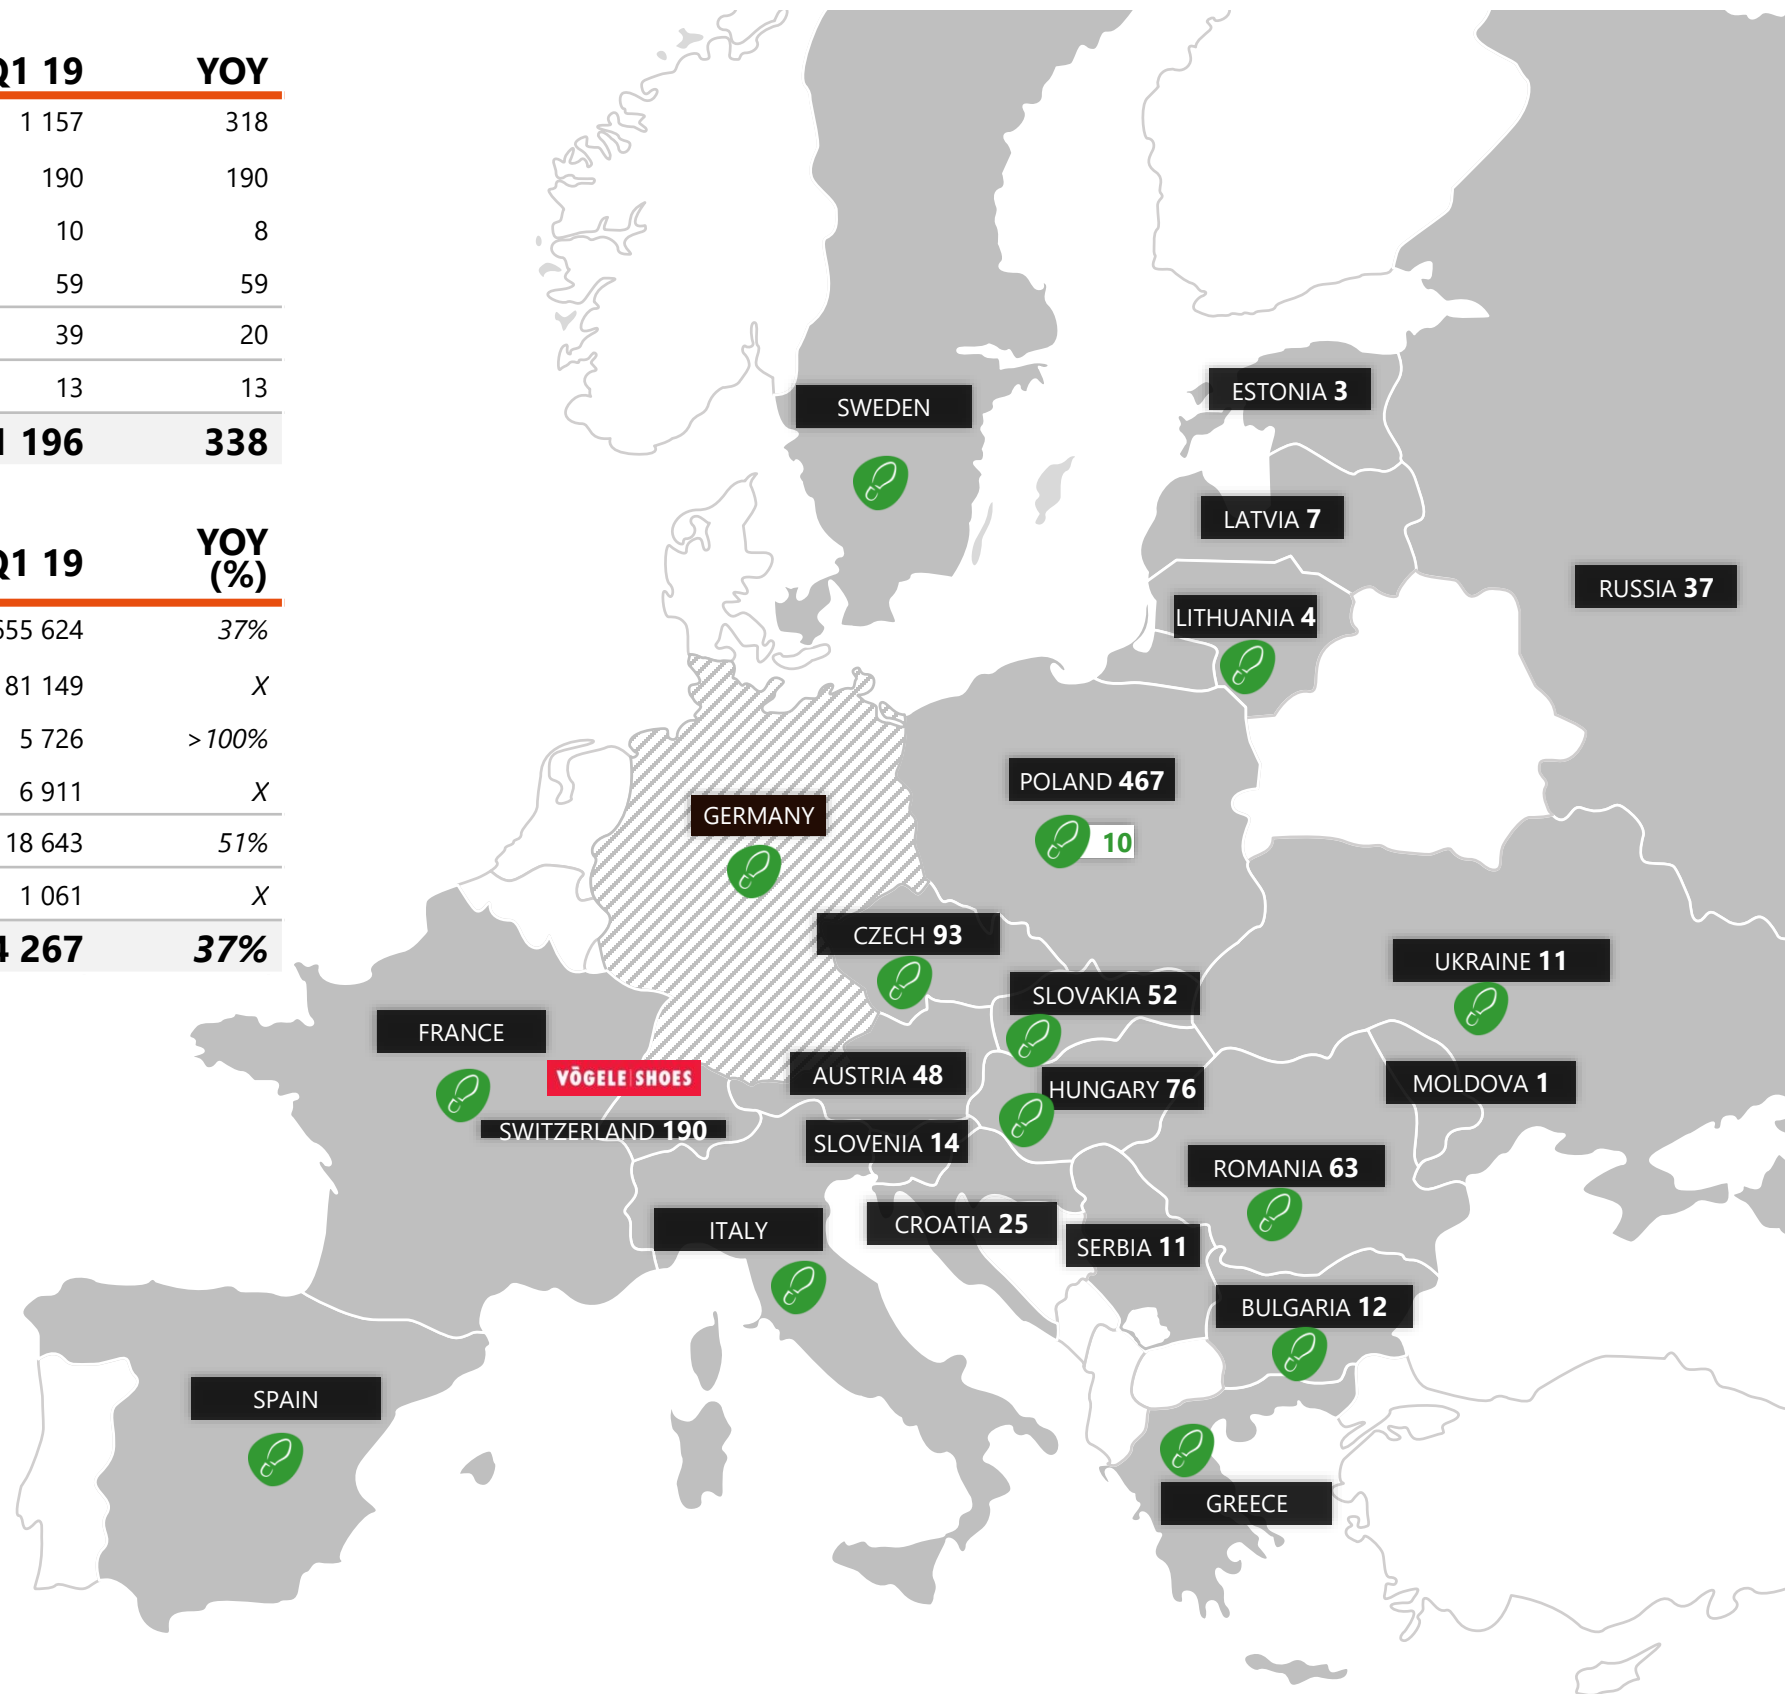 Q1 19 YOY
1 157 318
190 190
10 8
59 59
39 20
13 13
1 196 338
Q1 19 YOY (%)
655 624 37%
81 149 X
5 726 >100%
6 911 X
18 643 51%
1 061 X
4 267 37%
SWEDEN
ESTONIA 3
LATVIA 7
RUSSIA 37
LITHUANIA 4
POLAND 467
10
GERMANY
CZECH 93
UKRAINE 11
SLOVAKIA 52
FRANCE
VÖGELE SHOES
AUSTRIA 48
HUNGARY 76
MOLDOVA 1
SWITZERLAND 190
SLOVENIA 14
ROMANIA 63
ITALY
CROATIA 25
SERBIA 11
BULGARIA 12
SPAIN
GREECE